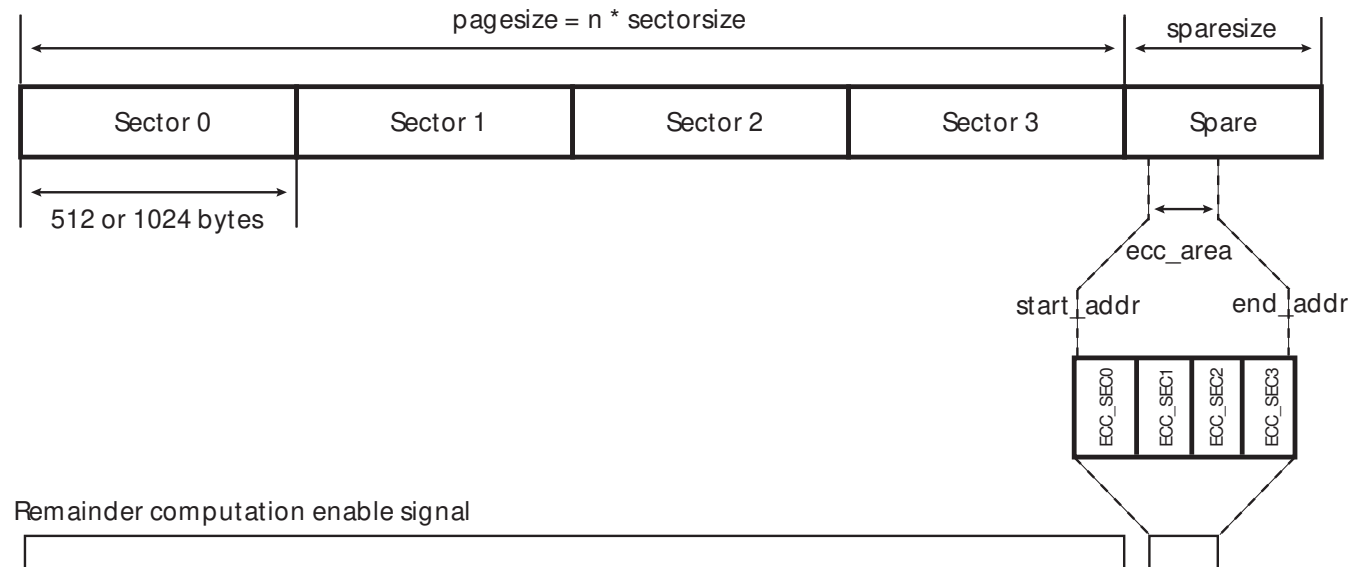 pagesize = n * sectorsize
sparesize
Sector 0
Sector 1
Sector 2
Sector 3
Spare
512 or 1024 bytes
ecc_area
start_addr
end_addr
ECC_SEC0
ECC_SEC1
ECC_SEC2
ECC_SEC3
Remainder computation enable signal